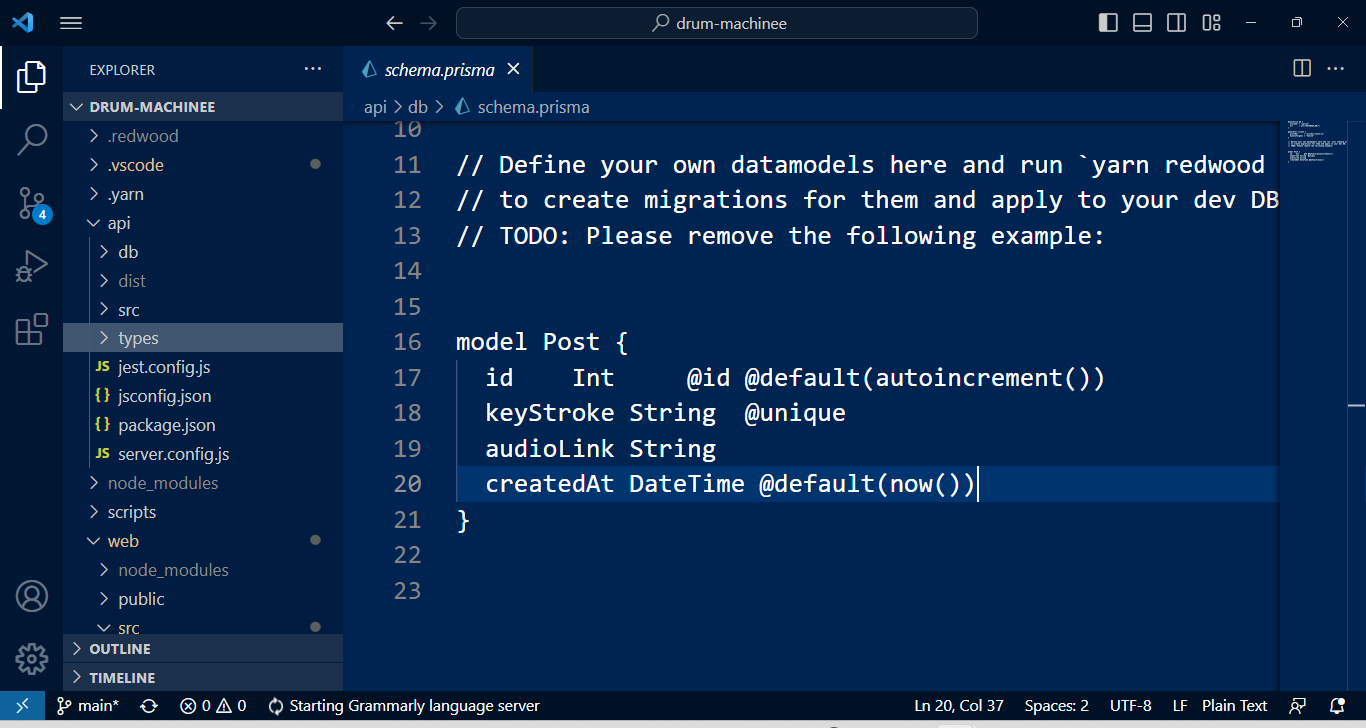 drum-machinee
EXPLORER
schema.prisma
DRUM-MACHINEE
api > db > schema.prisma
.redwood
.vscode
.yarn
api
db
dist
src
types
JS jest.config.js
{} jsconfig.json
{} package.json
JS server.config.js
node_modules
scripts
web
node_modules
public
src
OUTLINE
TIMELINE
4
10
11 // Define your own datamodels here and run `yarn redwood
12 // to create migrations for them and apply to your dev DB
13 // TODO: Please remove the following example:
14
15
16 model Post {
17 id Int @id @default(autoincrement())
18 keyStroke String @unique
19 audioLink String
20 createdAt DateTime @default(now())
21 }
22
23
main* 0 0 Starting Grammarly language server Ln 20, Col 37 Spaces: 2 UTF-8 LF Plain Text